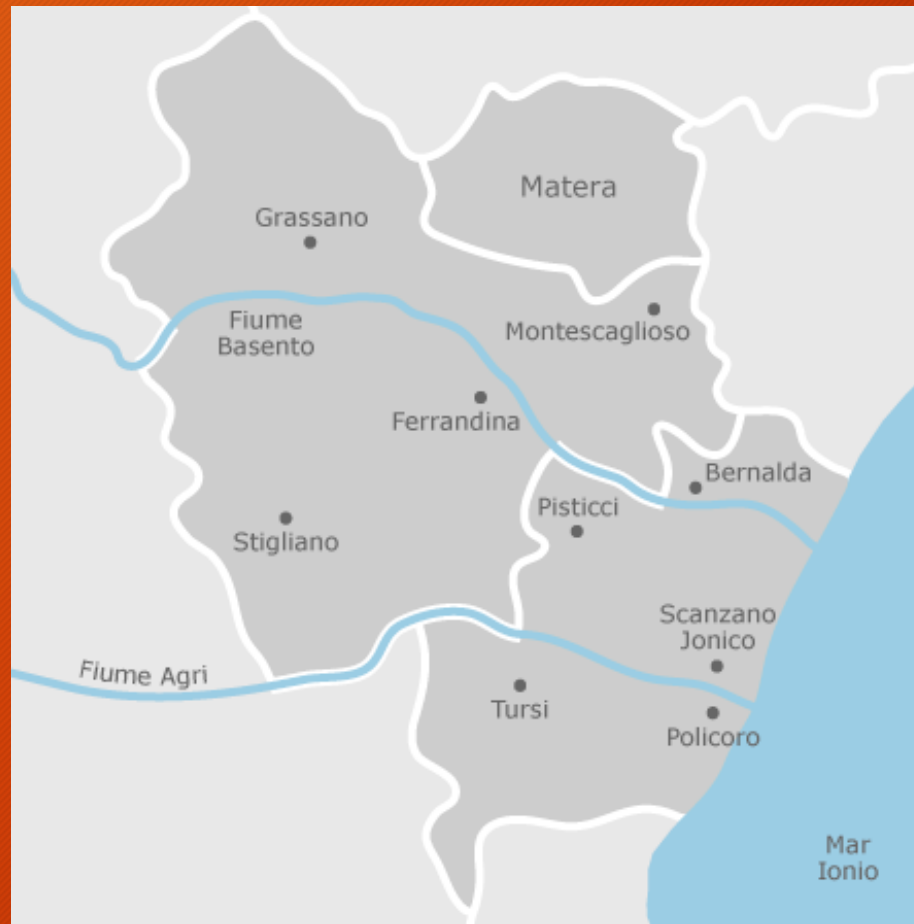 Matera
Grassano
Fiume
Basento
Montescaglioso
Ferrandina
Bernalda
Pisticci
Stigliano
Scanzano
Jonico
Fiume Agri
Tursi
Policoro
Mar
Ionio